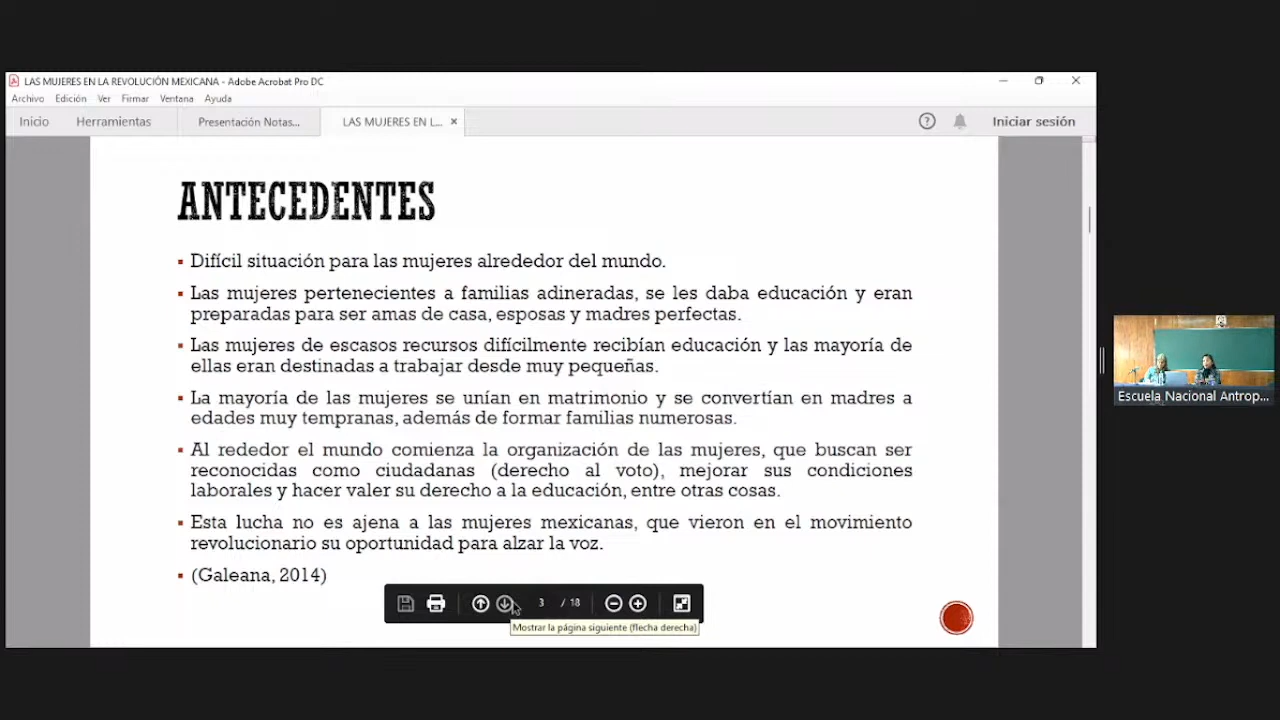 LAS MUJERES EN LA REVOLUCIÓN MEXICANA - Adobe Acrobat Pro DC
Archivo Edición Ver Firmar Ventana Ayuda
Inicio Herramientas Presentación Notas... LAS MUJERES EN L... Iniciar sesión
ANTECEDENTES
Difícil situación para las mujeres alrededor del mundo.
Las mujeres pertenecientes a familias adineradas, se les daba educación y eran
preparadas para ser amas de casa, esposas y madres perfectas.
Las mujeres de escasos recursos difícilmente recibían educación y las mayoría de
ellas eran destinadas a trabajar desde muy pequeñas.
La mayoría de las mujeres se unían en matrimonio y se convertían en madres a
edades muy tempranas, además de formar familias numerosas.
Al rededor el mundo comienza la organización de las mujeres, que buscan ser
reconocidas como ciudadanas (derecho al voto), mejorar sus condiciones
laborales y hacer valer su derecho a la educación, entre otras cosas.
Esta lucha no es ajena a las mujeres mexicanas, que vieron en el movimiento
revolucionario su oportunidad para alzar la voz.
(Galeana, 2014)
3 / 18
Mostrar la página siguiente (flecha derecha)
Escuela Nacional Antrop...